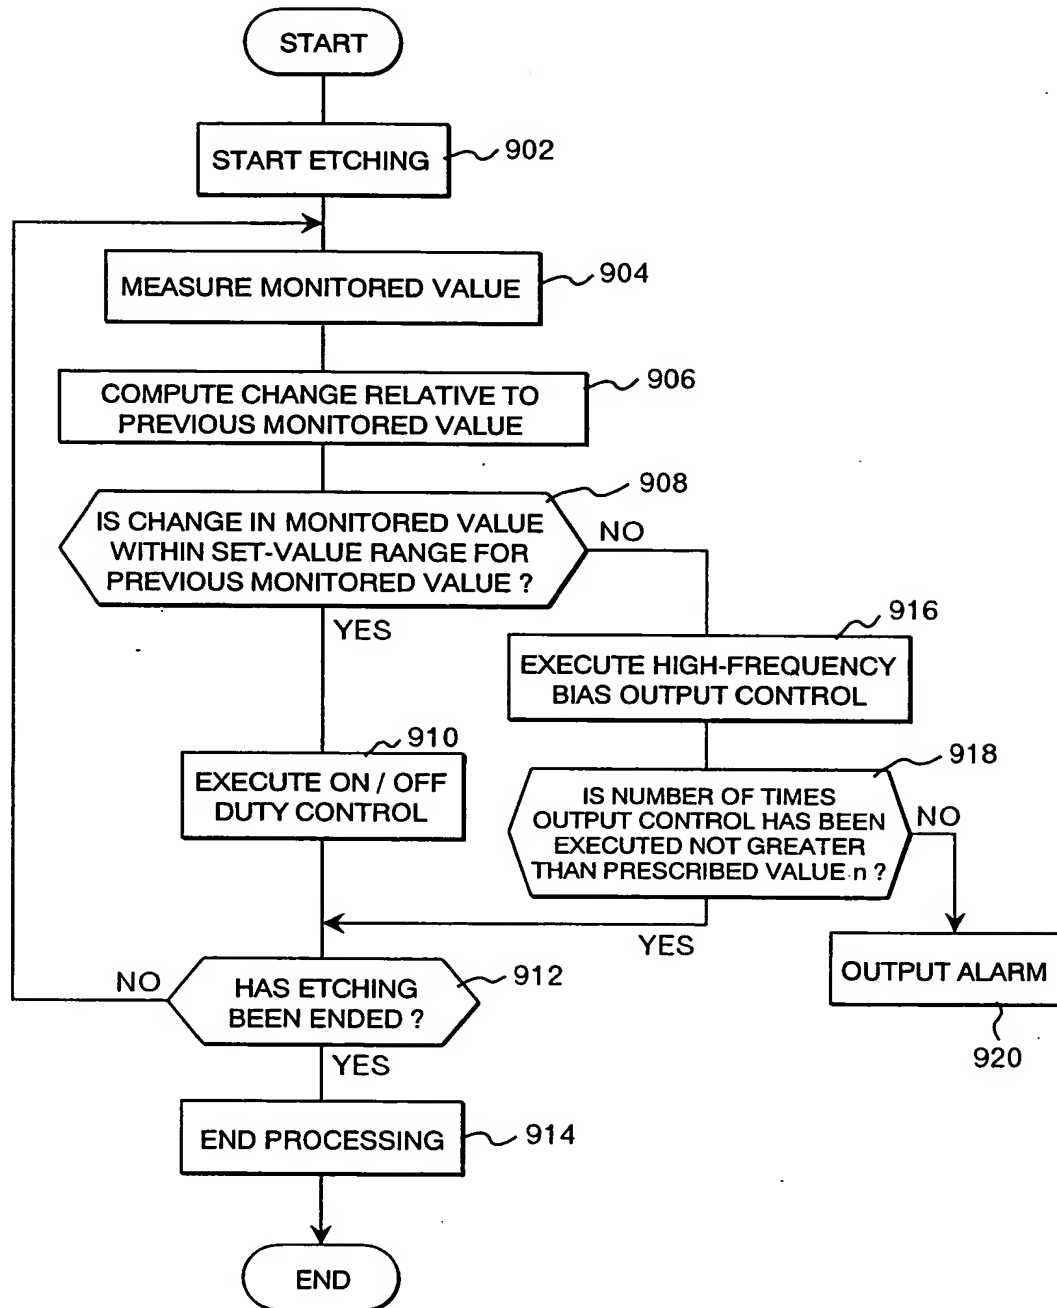 START
START ETCHING
902
MEASURE MONITORED VALUE
904
COMPUTE CHANGE RELATIVE TO
PREVIOUS MONITORED VALUE
906
908
IS CHANGE IN MONITORED VALUE
WITHIN SET-VALUE RANGE FOR
PREVIOUS MONITORED VALUE ?
NO
YES
916
EXECUTE HIGH-FREQUENCY
BIAS OUTPUT CONTROL
910
EXECUTE ON / OFF
DUTY CONTROL
918
IS NUMBER OF TIMES
OUTPUT CONTROL HAS BEEN
EXECUTED NOT GREATER
THAN PRESCRIBED VALUE n ?
NO
YES
OUTPUT ALARM
920
NO
HAS ETCHING
BEEN ENDED ?
912
YES
END PROCESSING
914
END